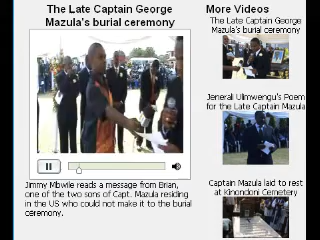 The Late Captain George
Mazula's burial ceremony
Jimmy Mbwile reads a message from Brian,
one of the two sons of Capt. Mazula residing
in the US who could not make it to the burial
ceremony.
More Videos
The Late Captain George
Mazula's burial ceremony
Jenerali Ulimwengu's Poem
for the Late Captain Mazula
Captain Mazula laid to rest
at Kinondoni Cemetery